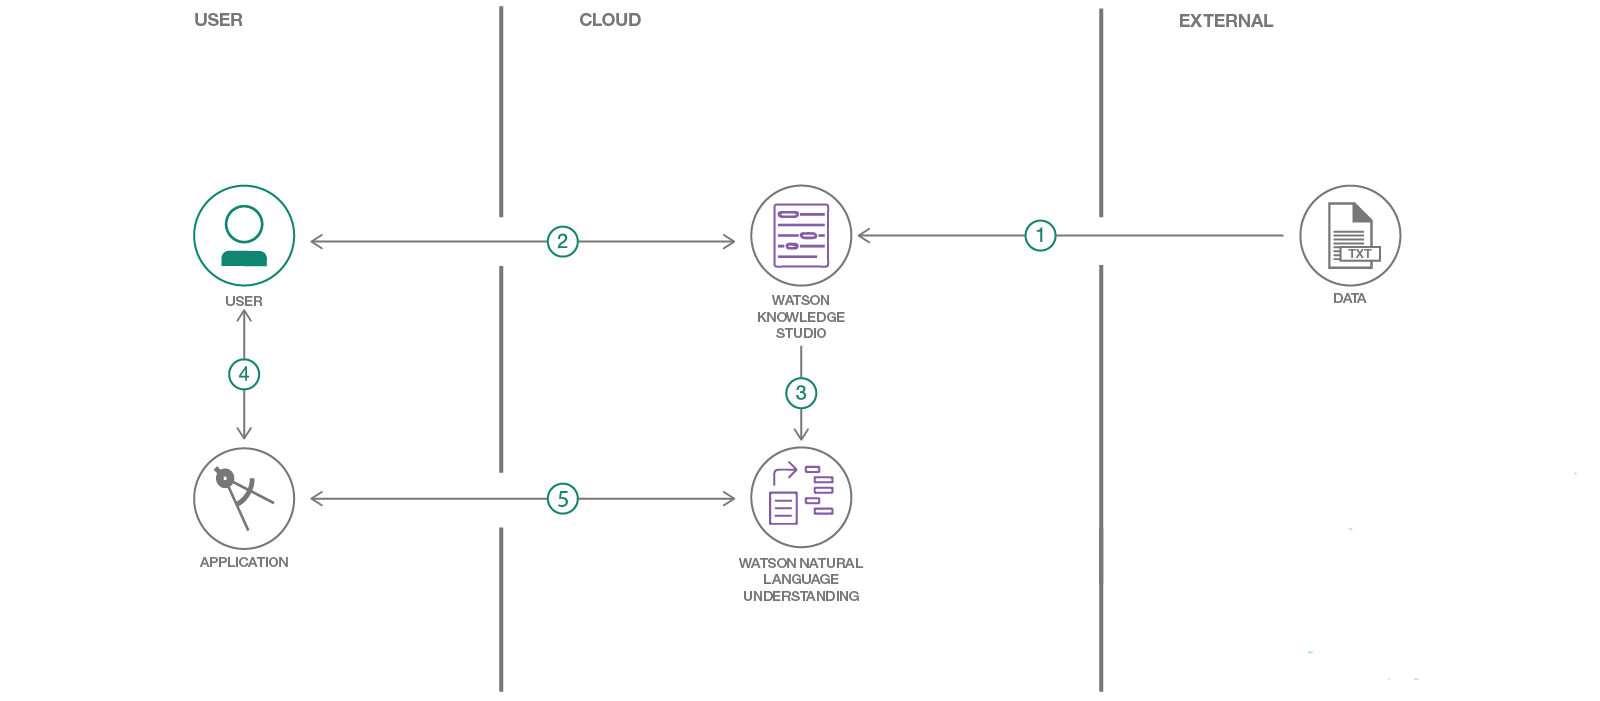 USER
CLOUD
EXTERNAL
2
1
TXT
USER
WATSON
KNOWLEDGE
STUDIO
DATA
4
3
5
APPLICATION
WATSON NATURAL
LANGUAGE
UNDERSTANDING